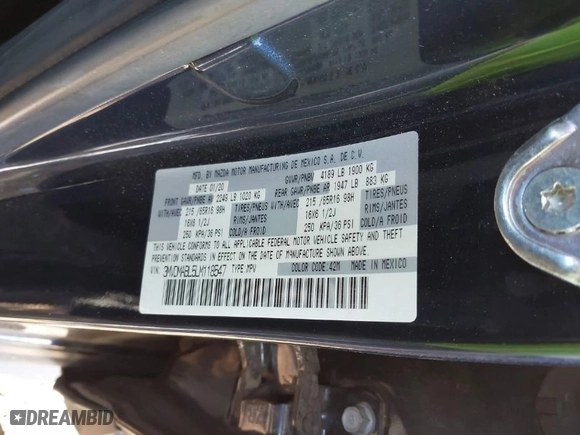 MFG. BY MAZDA MOTOR MANUFACTURING DE MEXICO S.A. DE C.V.
DATE 01/20 GVWR/PNBV 4189 LB 1900 KG
FRONT GAWR/PNBE AR 2249 LB 1020 KG REAR GAWR/PNBE AR 1947 LB 883 KG
WITH/AVEC 215/65R16 98H TIRES/PNEUS WITH/AVEC 215/65R16 98H TIRES/PNEUS
16X6 1/2J RIMS/JANTES 16X6 1/2J RIMS/JANTES
250 KPA/36 PSI COLD/A FROID 250 KPA/36 PSI COLD/A FROID
THIS VEHICLE CONFORMS TO ALL APPLICABLE FEDERAL MOTOR VEHICLE SAFETY AND THEFT
PREVENTION STANDARDS IN EFFECT ON THE DATE OF MANUFACTURE SHOWN ABOVE.
VIN: 3MVDMABL5LM118547 TYPE: MPV COLOR CODE: 42M MADE IN MEXICO
DREAMBID